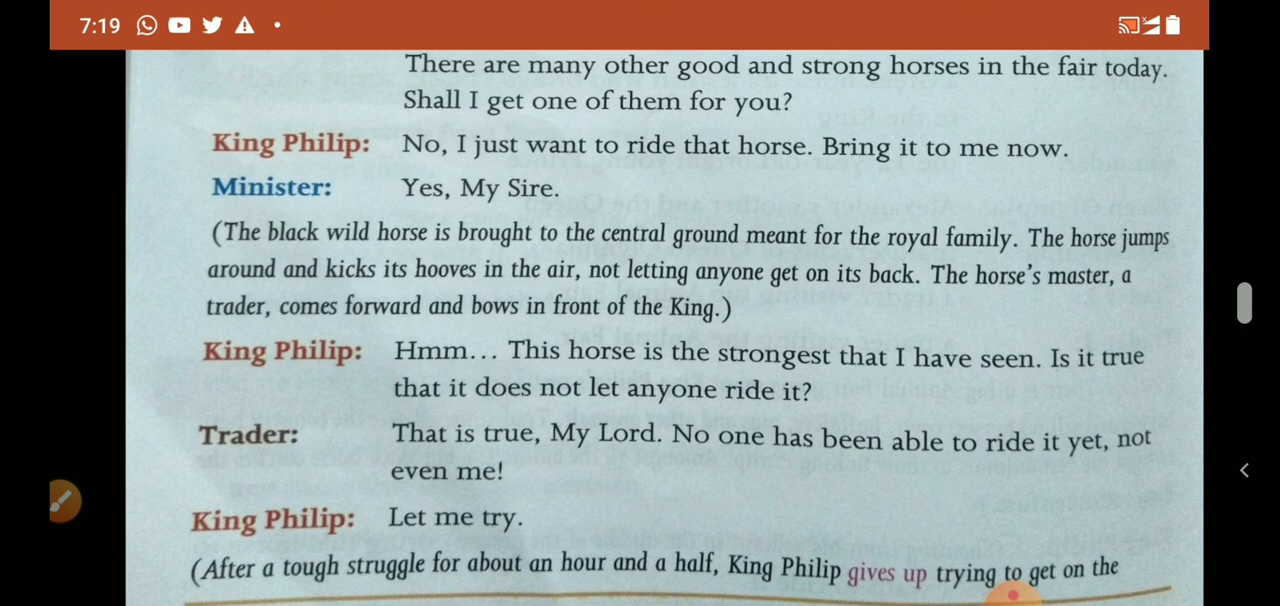 7:19
There are many other good and strong horses in the fair today.
Shall I get one of them for you?
King Philip: No, I just want to ride that horse. Bring it to me now.
Minister: Yes, My Sire.
(The black wild horse is brought to the central ground meant for the royal family. The horse jumps
around and kicks its hooves in the air, not letting anyone get on its back. The horse's master, a
trader, comes forward and bows in front of the King.)
King Philip: Hmm... This horse is the strongest that I have seen. Is it true
that it does not let anyone ride it?
Trader: That is true, My Lord. No one has been able to ride it yet, not
even me!
King Philip: Let me try.
(After a tough struggle for about an hour and a half, King Philip gives up trying to get on the